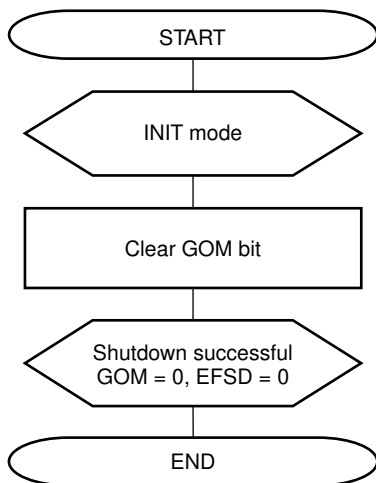 START
INIT mode
Clear GOM bit
Shutdown successful
GOM = 0, EFSD = 0
END